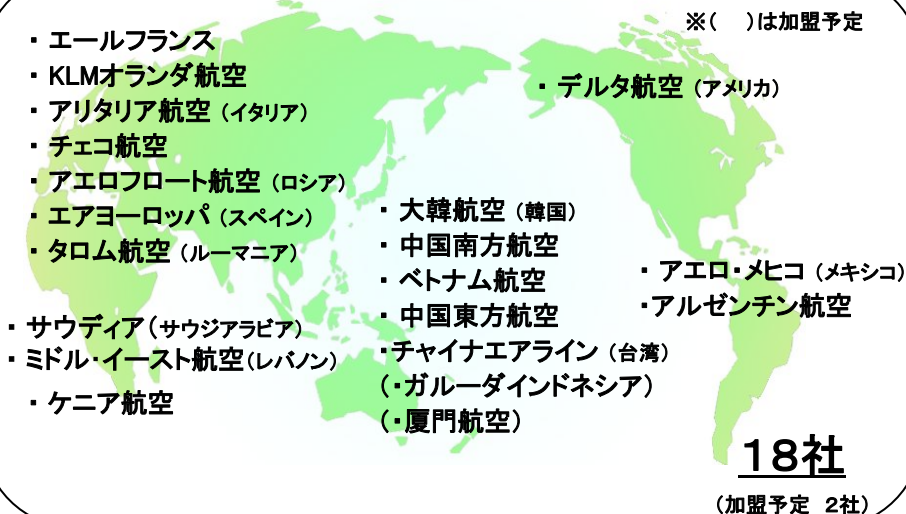 ※(　)は加盟予定
・ エールフランス
・ KLMオランダ航空
・ アリタリア航空 (イタリア)
・ チェコ航空
・ アエロフロート航空 (ロシア)
・ エアヨーロッパ (スペイン)
・ タロム航空 (ルーマニア)
・ サウディア(サウジアラビア)
・ ミドル・イースト航空(レバノン)
・ ケニア航空
・ 大韓航空 (韓国)
・ 中国南方航空
・ ベトナム航空
・ 中国東方航空
・チャイナエアライン (台湾)
(・ガルーダインドネシア)
(・厦門航空)
・ デルタ航空 (アメリカ)
・ アエロ・メヒコ (メキシコ)
・アルゼンチン航空
18社
(加盟予定 2社)